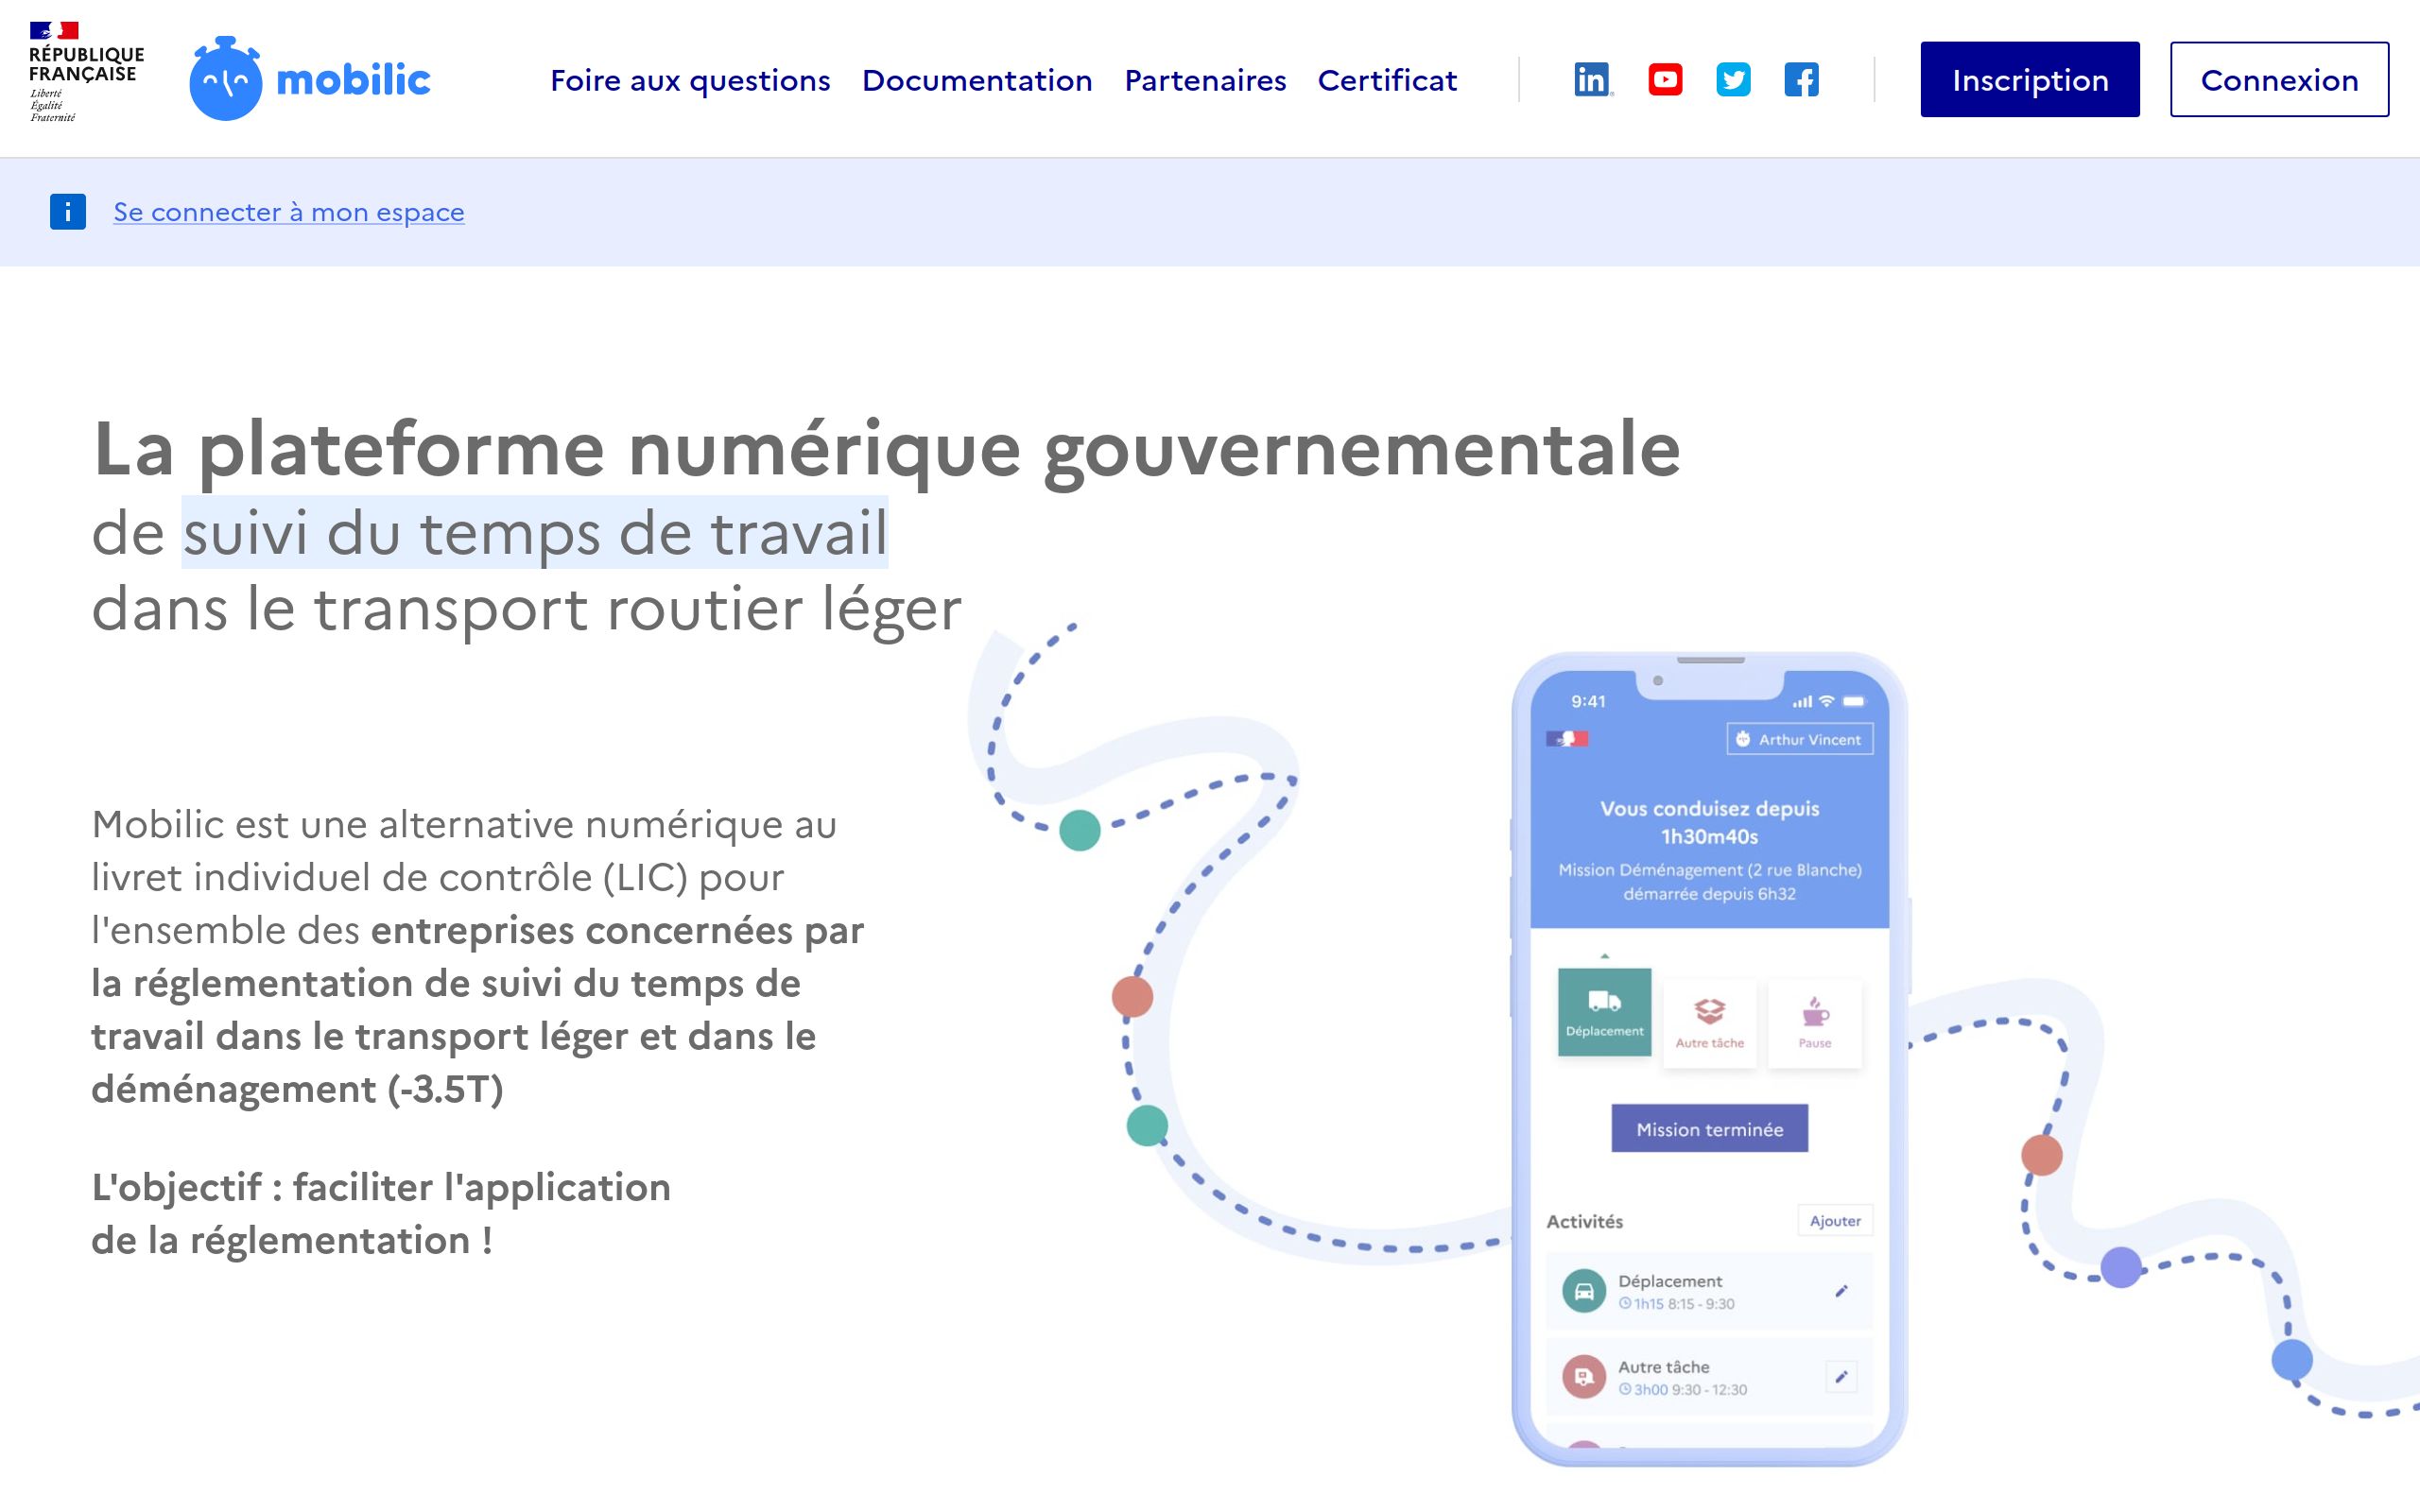 RÉPUBLIQUE
FRANÇAISE
Liberté
Égalité
Fraternité
mobilic
Foire aux questions
Documentation
Partenaires
Certificat
in
Inscription
Connexion
i
Se connecter à mon espace
La plateforme numérique gouvernementale
de suivi du temps de travail
dans le transport routier léger
Mobilic est une alternative numérique au
livret individuel de contrôle (LIC) pour
l'ensemble des entreprises concernées par
la réglementation de suivi du temps de
travail dans le transport léger et dans le
déménagement (-3.5T)
L'objectif : faciliter l'application
de la réglementation !
9:41
Arthur Vincent
Vous conduisez depuis
1h30m40s
Mission Déménagement (2 rue Blanche)
démarrée depuis 6h32
Déplacement
Autre tâche
Pause
Mission terminée
Activités
Ajouter
Déplacement
1h15 8:15 - 9:30
Autre tâche
3h00 9:30 - 12:30